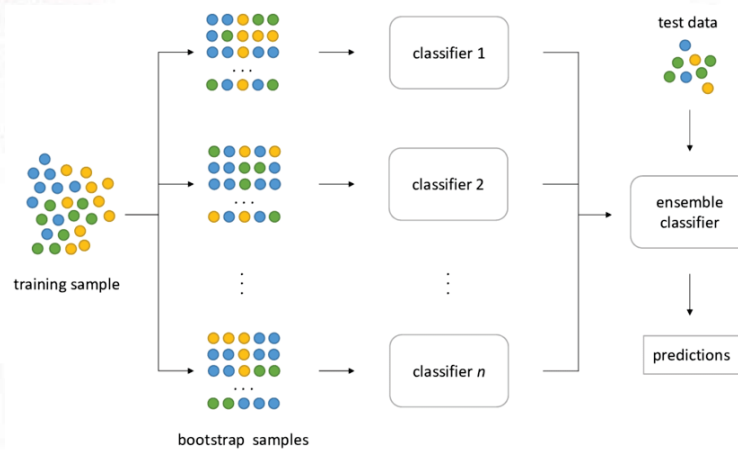 test data
classifier 1
classifier 2
ensemble
classifier
training sample
predictions
classifier n
bootstrap samples